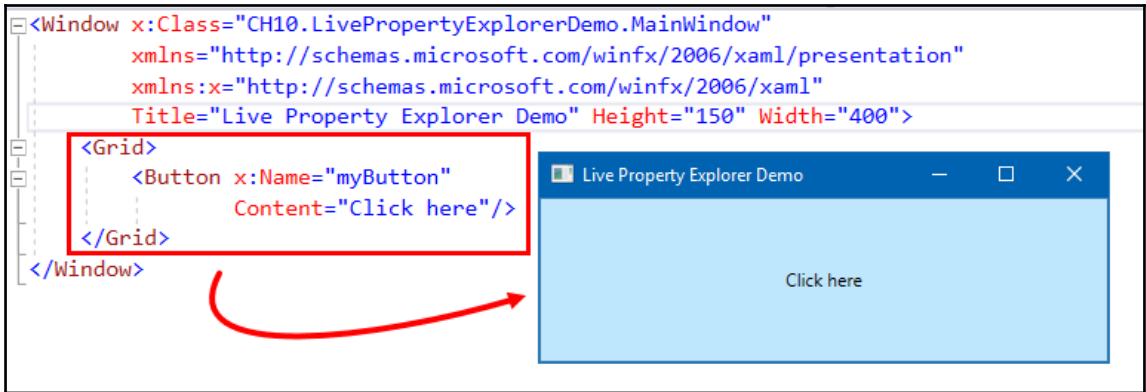 <Window x:Class="CH10.LivePropertyExplorerDemo.MainWindow"
xmlns="http://schemas.microsoft.com/winfx/2006/xaml/presentation"
xmlns:x="http://schemas.microsoft.com/winfx/2006/xaml"
Title="Live Property Explorer Demo" Height="150" Width="400">
<Grid>
<Button x:Name="myButton"
Content="Click here"/>
</Grid>
</Window>
Live Property Explorer Demo
Click here